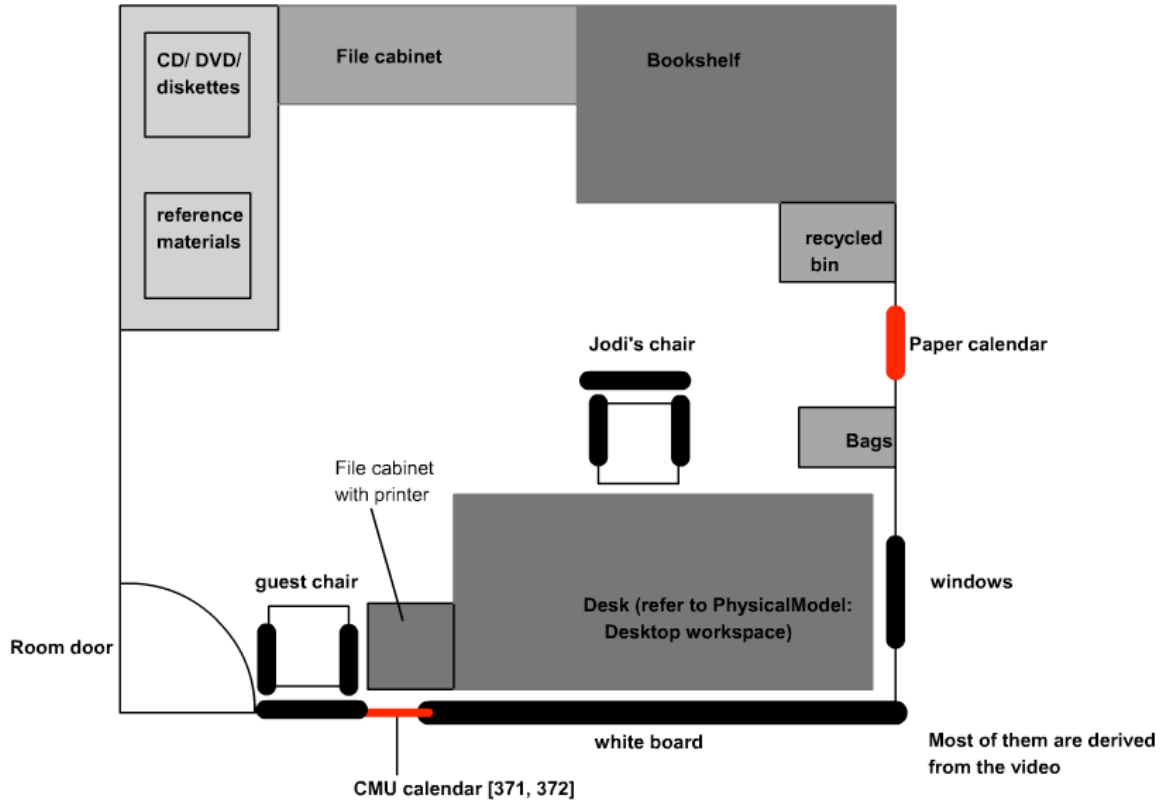 CD/ DVD/
diskettes
File cabinet
Bookshelf
reference
materials
recycled
bin
Jodi's chair
Paper calendar
Bags
File cabinet
with printer
guest chair
windows
Desk (refer to PhysicalModel:
Desktop workspace)
Room door
white board
Most of them are derived
from the video
CMU calendar [371, 372]